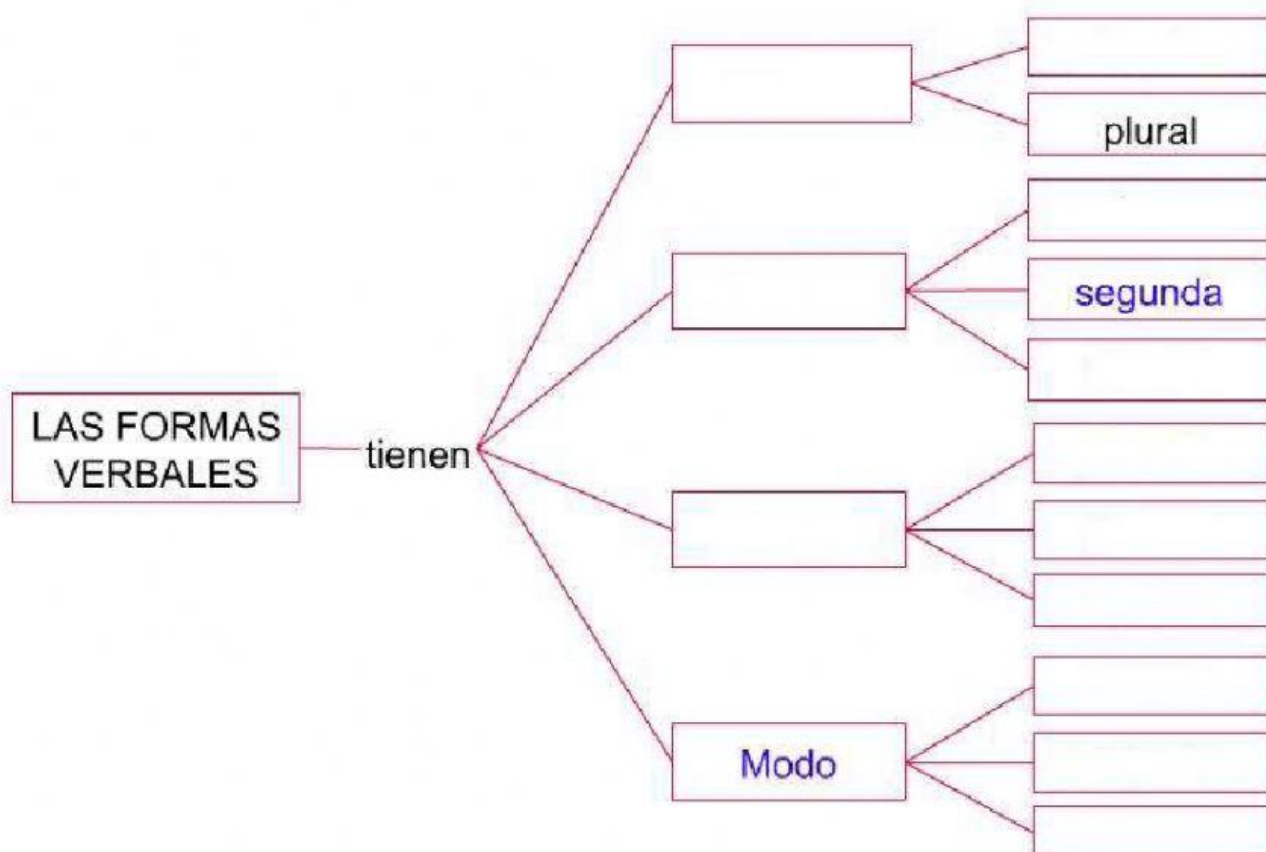 plural
segunda
LAS FORMAS
VERBALES
tienen
Modo